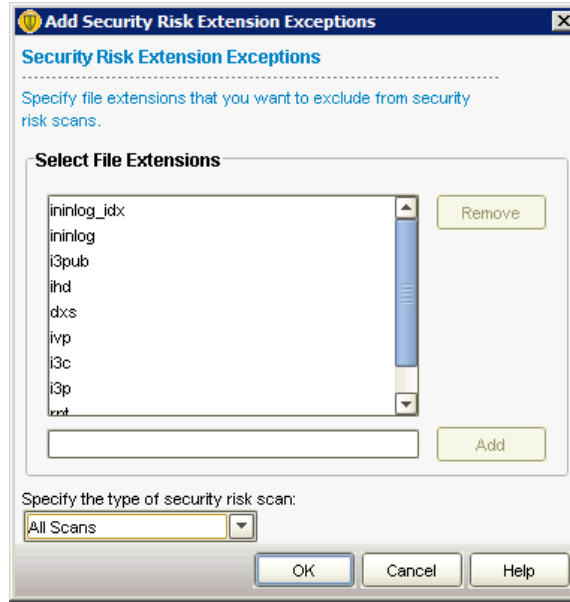 Add Security Risk Extension Exceptions
Security Risk Extension Exceptions
Specify file extensions that you want to exclude from security
risk scans.
Select File Extensions
ininlog_idx
Remove
ininlog
i3pub
ihd
dxs
ivp
i3c
i3p
rpt
Add
Specify the type of security risk scan:
All Scans
OK
Cancel
Help